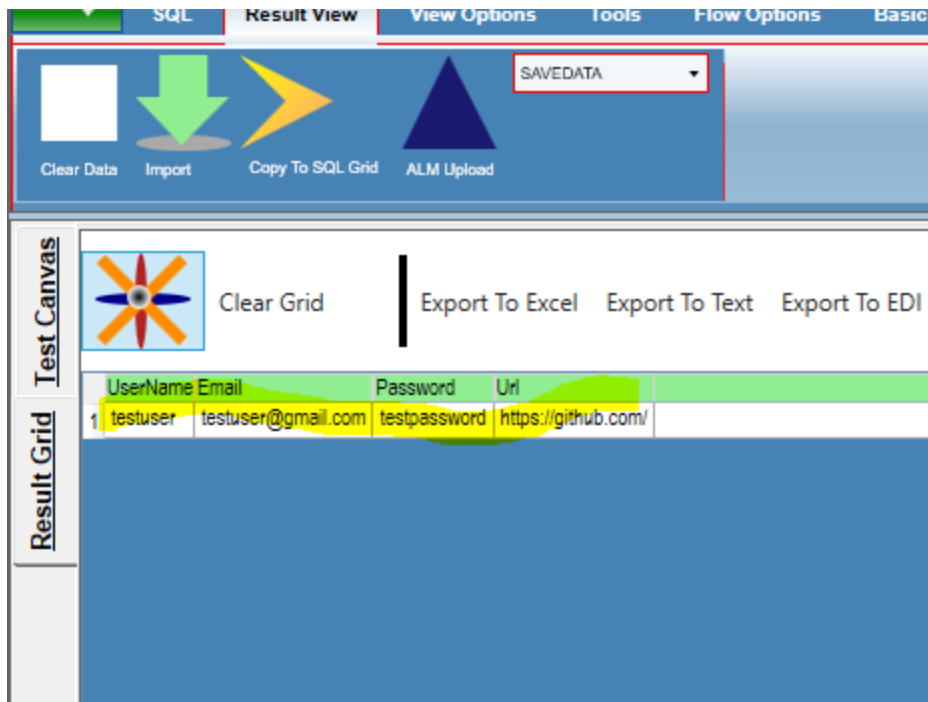 SQL Result View View Options Tools Flow Options Basic
SAVEDATA
Clear Data Import Copy To SQL Grid ALM Upload
Test Canvas
Result Grid
Clear Grid Export To Excel Export To Text Export To EDI
UserName Email Password Url
1 testuser testuser@gmail.com testpassword https://github.com/